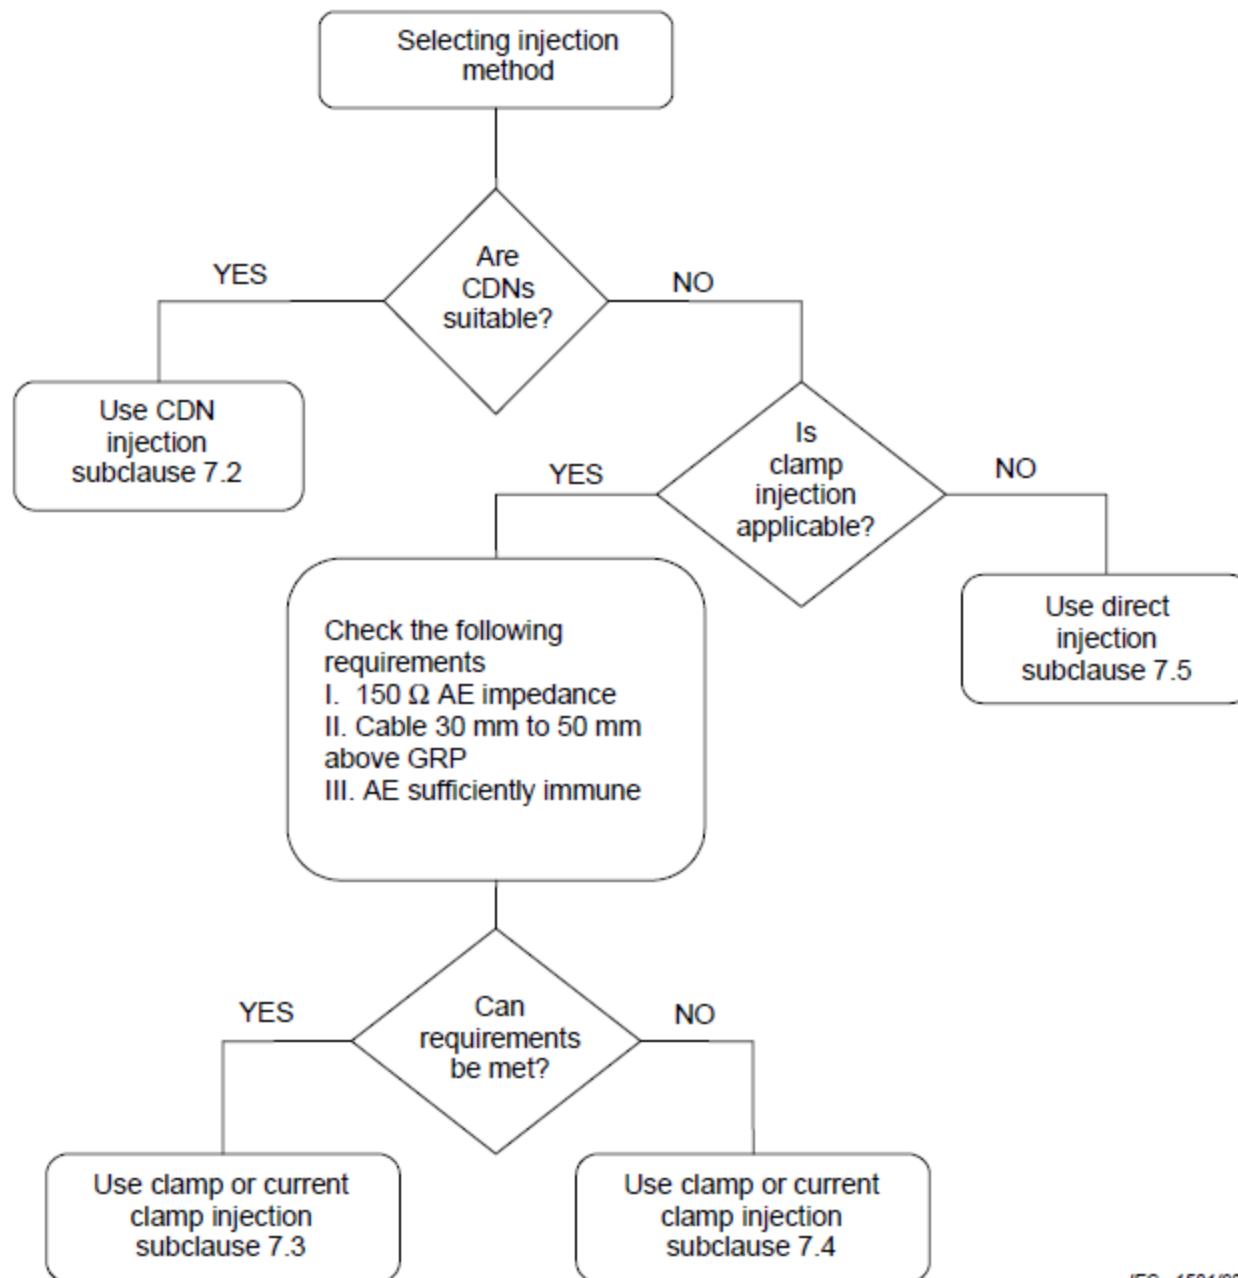 Selecting injection
method
Are
CDNs
suitable?
YES
NO
Use CDN
injection
subclause 7.2
Is
clamp
injection
applicable?
YES
NO
Check the following
requirements
I. 150 Ω AE impedance
II. Cable 30 mm to 50 mm
above GRP
III. AE sufficiently immune
Use direct
injection
subclause 7.5
Can
requirements
be met?
YES
NO
Use clamp or current
clamp injection
subclause 7.3
Use clamp or current
clamp injection
subclause 7.4